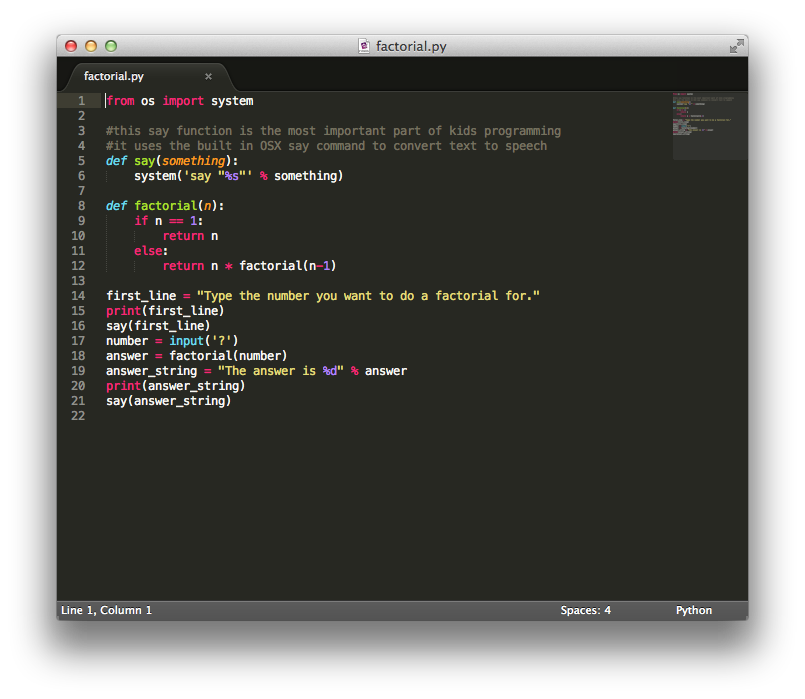 factorial.py
factorial.py ×
1 from os import system
2
3 #this say function is the most important part of kids programming
4 #it uses the built in OSX say command to convert text to speech
5 def say(something):
6     system('say "%s"' % something)
7
8 def factorial(n):
9     if n == 1:
10         return n
11     else:
12         return n * factorial(n-1)
13
14 first_line = "Type the number you want to do a factorial for."
15 print(first_line)
16 say(first_line)
17 number = input('?')
18 answer = factorial(number)
19 answer_string = "The answer is %d" % answer
20 print(answer_string)
21 say(answer_string)
22
Line 1, Column 1 Spaces: 4 Python